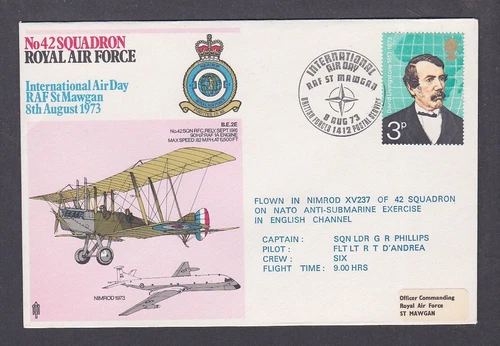 No 42 SQUADRON
ROYAL AIR FORCE
International Air Day
RAF St Mawgan
8th August 1973
B.E.2E
No.42 SQN RFC, RELY, SEPT 1916
90HP RAF 1A ENGINE
MAX SPEED: 82 M.P.H. AT 6,500 FT
NIMROD 1973
INTERNATIONAL
AIR DAY
RAF ST MAWGAN
8 AUG 73
BRITISH FORCES 1412 POSTAL SERVICE
3p
FLOWN IN NIMROD XV237 OF 42 SQUADRON
ON NATO ANTI-SUBMARINE EXERCISE
IN ENGLISH CHANNEL
CAPTAIN : SQN LDR G R PHILLIPS
PILOT : FLT LT R T D'ANDREA
CREW : SIX
FLIGHT TIME : 9.00 HRS
Officer Commanding
Royal Air Force
ST MAWGAN